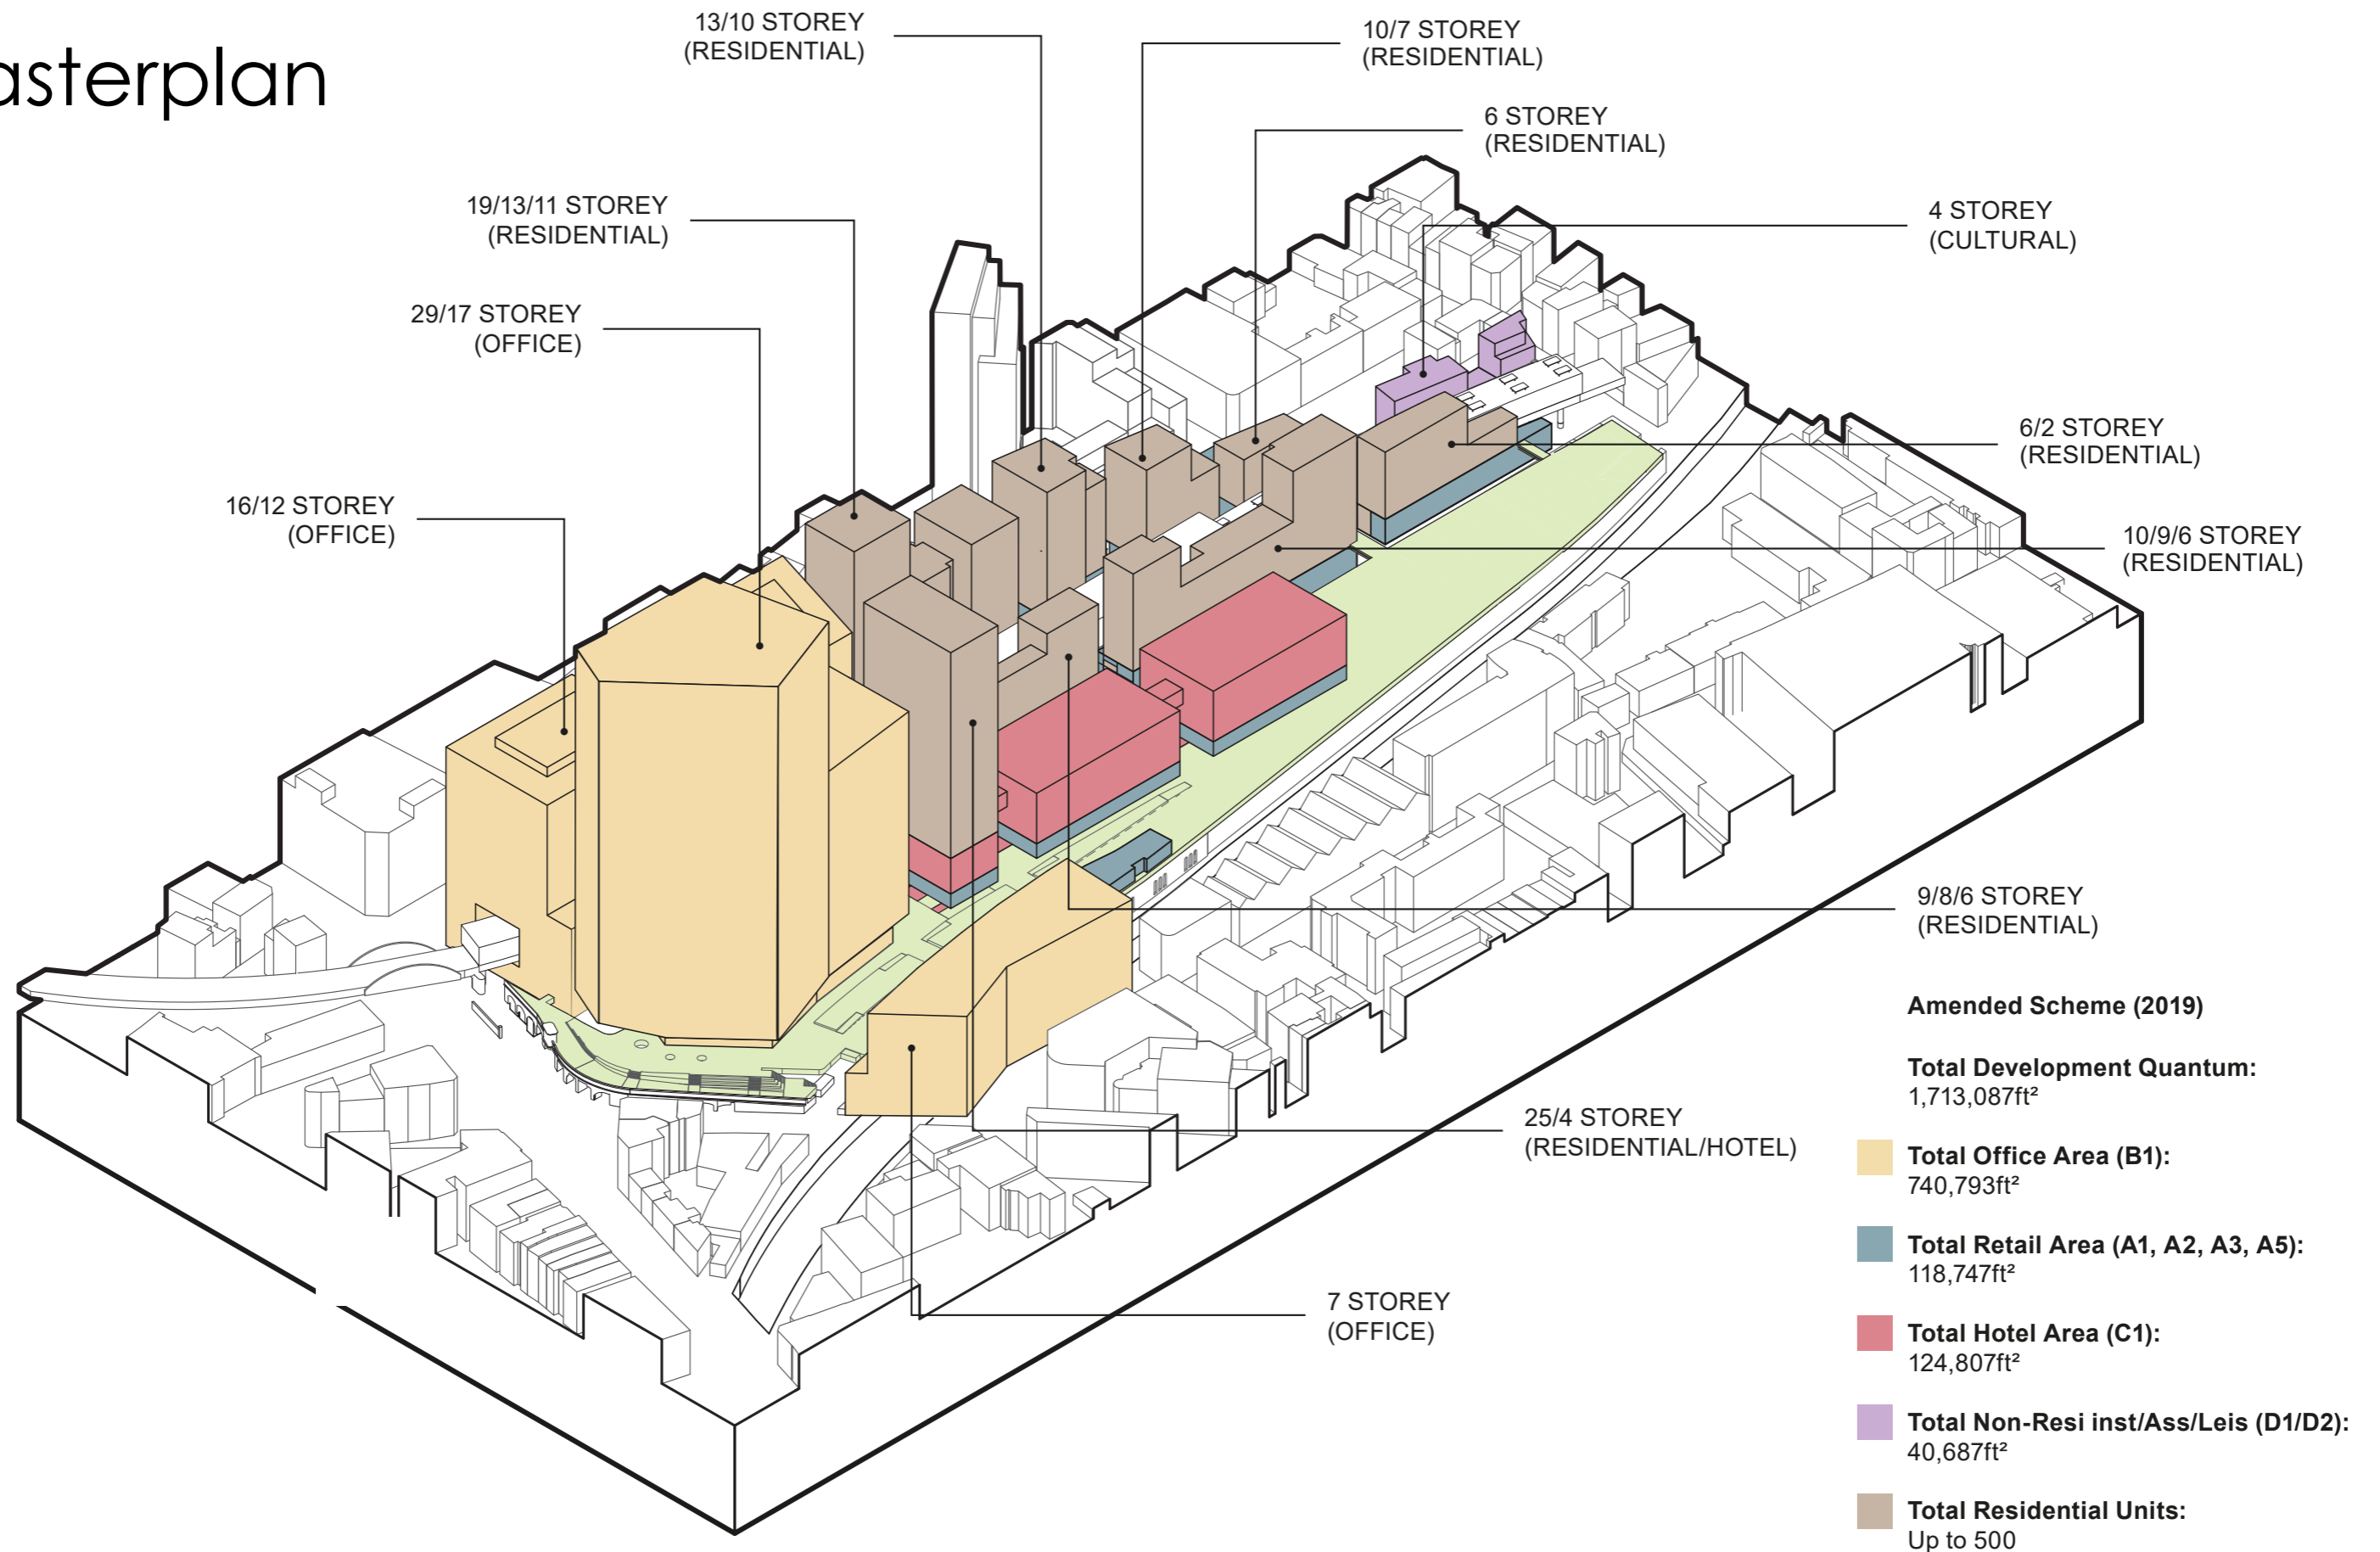 asterplan
13/10 STOREY
(RESIDENTIAL)
10/7 STOREY
(RESIDENTIAL)
6 STOREY
(RESIDENTIAL)
19/13/11 STOREY
(RESIDENTIAL)
4 STOREY
(CULTURAL)
29/17 STOREY
(OFFICE)
6/2 STOREY
(RESIDENTIAL)
16/12 STOREY
(OFFICE)
10/9/6 STOREY
(RESIDENTIAL)
9/8/6 STOREY
(RESIDENTIAL)
25/4 STOREY
(RESIDENTIAL/HOTEL)
7 STOREY
(OFFICE)
Amended Scheme (2019)
Total Development Quantum:
1,713,087ft²
Total Office Area (B1):
740,793ft²
Total Retail Area (A1, A2, A3, A5):
118,747ft²
Total Hotel Area (C1):
124,807ft²
Total Non-Resi inst/Ass/Leis (D1/D2):
40,687ft²
Total Residential Units:
Up to 500